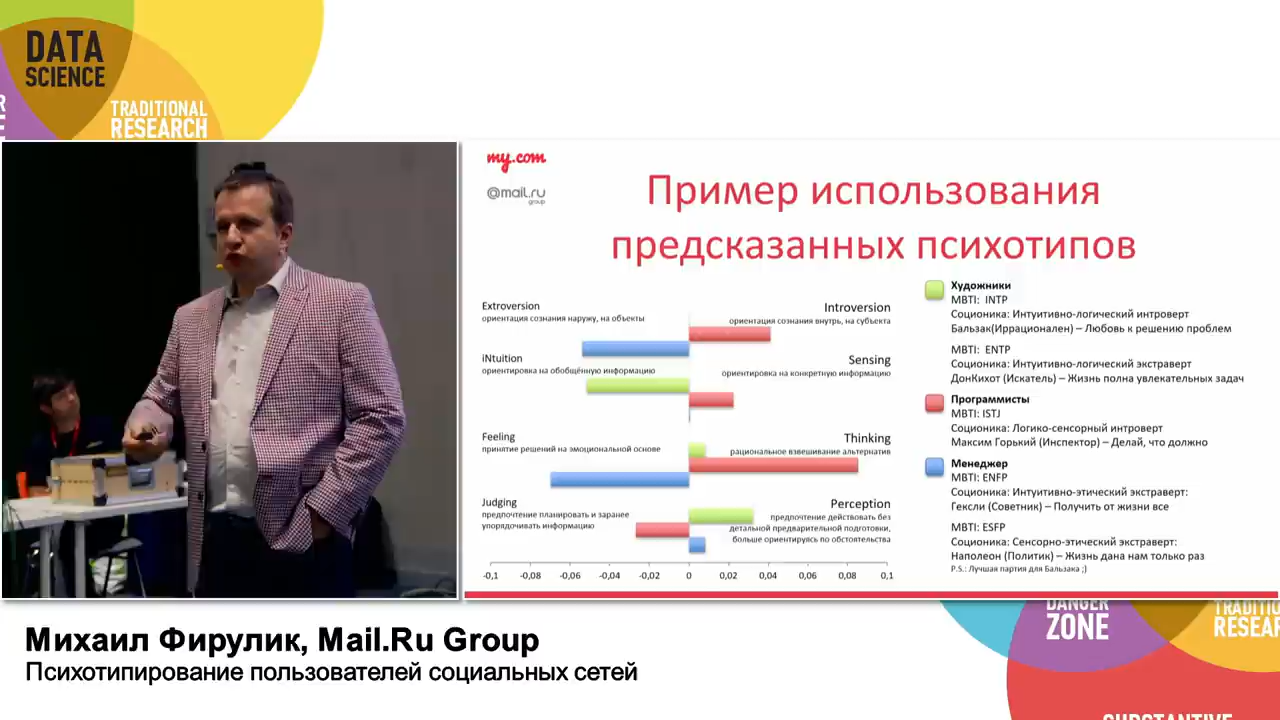 DATA
SCIENCE
TRADITIONAL
RESEARCH
my.com
@mail.ru
group
Пример использования
предсказанных психотипов
Extroversion
ориентация сознания наружу, на объекты
Introversion
ориентация сознания внутрь, на субъекта
iNtuition
ориентировка на обобщённую информацию
Sensing
ориентировка на конкретную информацию
Feeling
принятие решений на эмоциональной основе
Thinking
рациональное взвешивание альтернатив
Judging
предпочтение планировать и заранее
упорядочивать информацию
Perception
предпочтение действовать без
детальной предварительной подготовки,
больше ориентируясь по обстоятельства
-0,1 -0,08 -0,06 -0,04 -0,02 0 0,02 0,04 0,06 0,08 0,1
Художники
MBTI: INTP
Соционика: Интуитивно-логический интроверт
Бальзак(Иррационален) – Любовь к решению проблем
MBTI: ENTP
Соционика: Интуитивно-логический экстраверт
ДонКихот (Искатель) – Жизнь полна увлекательных задач
Программисты
MBTI: ISTJ
Соционика: Логико-сенсорный интроверт
Максим Горький (Инспектор) – Делай, что должно
Менеджер
MBTI: ENFP
Соционика: Интуитивно-этический экстраверт:
Гексли (Советник) – Получить от жизни все
MBTI: ESFP
Соционика: Сенсорно-этический экстраверт:
Наполеон (Политик) – Жизнь дана нам только раз
P.S.: Лучшая партия для Бальзака ;)
Михаил Фирулик, Mail.Ru Group
Психотипирование пользователей социальных сетей
DANGER
ZONE
TRADITIO
RESEAR
SUBSTANTIVE